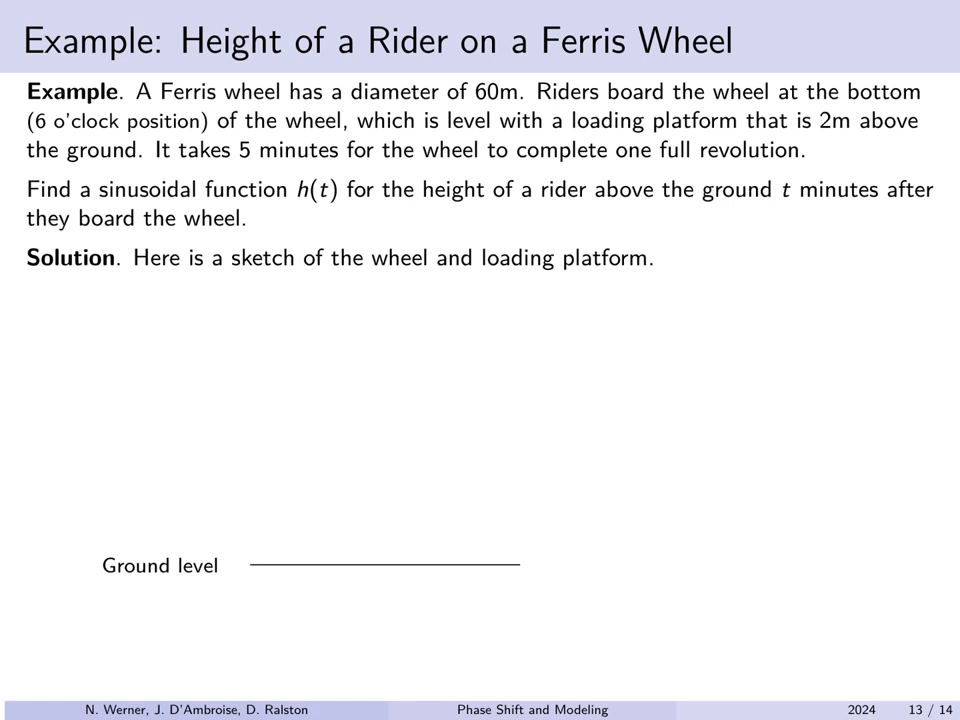 Example: Height of a Rider on a Ferris Wheel
Example. A Ferris wheel has a diameter of 60m. Riders board the wheel at the bottom
(6 o'clock position) of the wheel, which is level with a loading platform that is 2m above
the ground. It takes 5 minutes for the wheel to complete one full revolution.
Find a sinusoidal function h(t) for the height of a rider above the ground t minutes after
they board the wheel.
Solution. Here is a sketch of the wheel and loading platform.
Ground level
N. Werner, J. D'Ambroise, D. Ralston Phase Shift and Modeling 2024 13 / 14